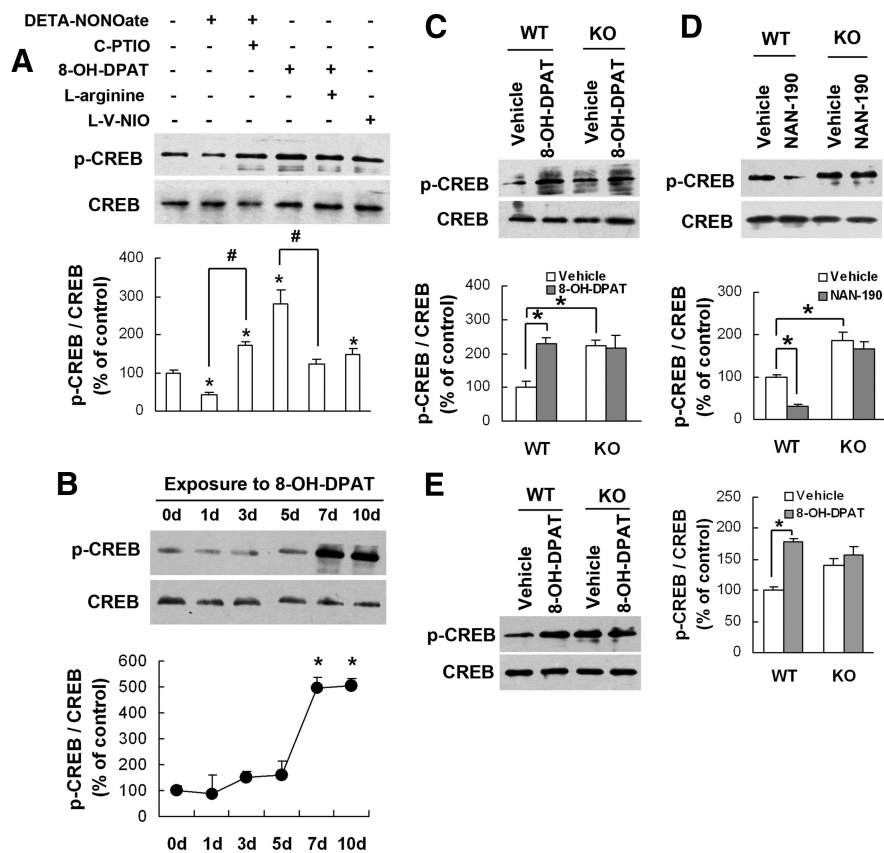 A
DETA-NONOate - + + - - -
C-PTIO - - + - - -
8-OH-DPAT - - - + + -
L-arginine - - - - + -
L-V-NIO - - - - - +
p-CREB
CREB
p-CREB / CREB
(% of control)
400
300
200
100
0
*
#
*
*
#
*
B
Exposure to 8-OH-DPAT
0d 1d 3d 5d 7d 10d
p-CREB
CREB
p-CREB / CREB
(% of control)
600
500
400
300
200
100
0
* *
0d 1d 3d 5d 7d 10d
C
WT KO
Vehicle
8-OH-DPAT
Vehicle
8-OH-DPAT
p-CREB
CREB
p-CREB / CREB
(% of control)
400
300
200
100
0
Vehicle
8-OH-DPAT
*
*
WT KO
D
WT KO
Vehicle
NAN-190
Vehicle
NAN-190
p-CREB
CREB
p-CREB / CREB
(% of control)
300
200
100
0
Vehicle
NAN-190
*
*
WT KO
E
WT KO
Vehicle
8-OH-DPAT
Vehicle
8-OH-DPAT
p-CREB
CREB
p-CREB / CREB
(% of control)
250
200
150
100
50
0
Vehicle
8-OH-DPAT
*
WT KO